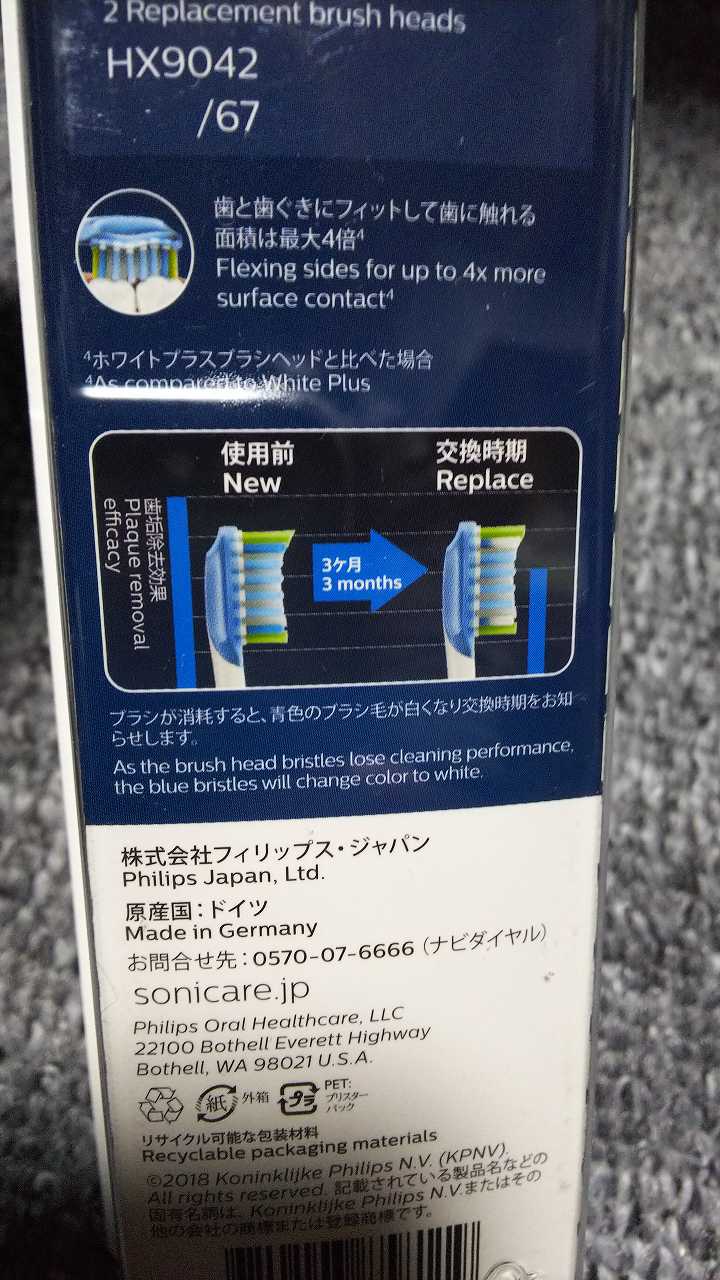 2 Replacement brush heads
HX9042
/67
歯と歯ぐきにフィットして歯に触れる
面積は最大4倍⁴
Flexing sides for up to 4x more
surface contact⁴
⁴ホワイトプラスブラシヘッドと比べた場合
⁴As compared to White Plus
使用前
New
交換時期
Replace
歯垢除去効果
Plaque removal
efficacy
3ケ月
3 months
ブラシが消耗すると、青色のブラシ毛が白くなり交換時期をお知
らせします。
As the brush head bristles lose cleaning performance,
the blue bristles will change color to white.
株式会社フィリップス・ジャパン
Philips Japan, Ltd.
原産国：ドイツ
Made in Germany
お問合せ先：0570-07-6666（ナビダイヤル）
sonicare.jp
Philips Oral Healthcare, LLC
22100 Bothell Everett Highway
Bothell, WA 98021 U.S.A.
紙 外箱
プラ
PET:
ブリスター
パック
リサイクル可能な包装材料
Recyclable packaging materials
©2018 Koninklijke Philips N.V. (KPNV).
All rights reserved. 記載されている製品名などの
固有名詞は、Koninklijke Philips N.V.またはその
他の会社の商標または登録商標です。